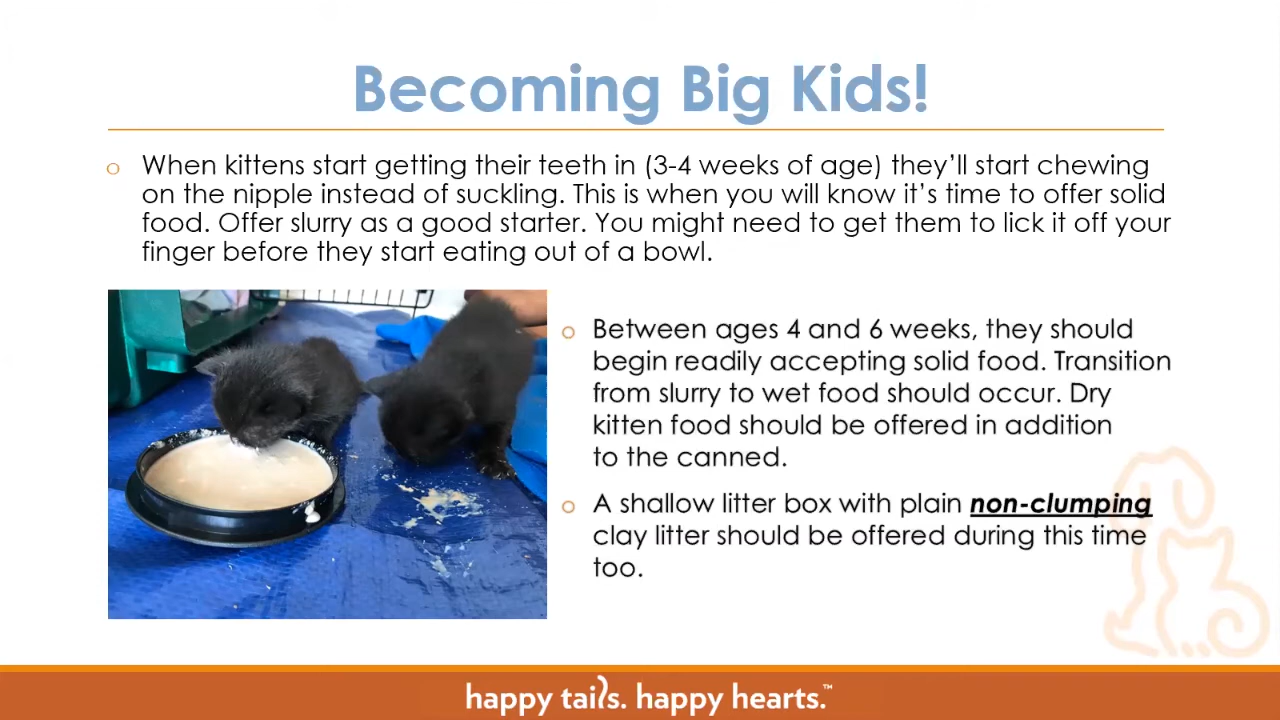 Becoming Big Kids!
o When kittens start getting their teeth in (3-4 weeks of age) they'll start chewing
on the nipple instead of suckling. This is when you will know it's time to offer solid
food. Offer slurry as a good starter. You might need to get them to lick it off your
finger before they start eating out of a bowl.
o Between ages 4 and 6 weeks, they should
begin readily accepting solid food. Transition
from slurry to wet food should occur. Dry
kitten food should be offered in addition
to the canned.
o A shallow litter box with plain non-clumping
clay litter should be offered during this time
too.
happy tails. happy hearts.™